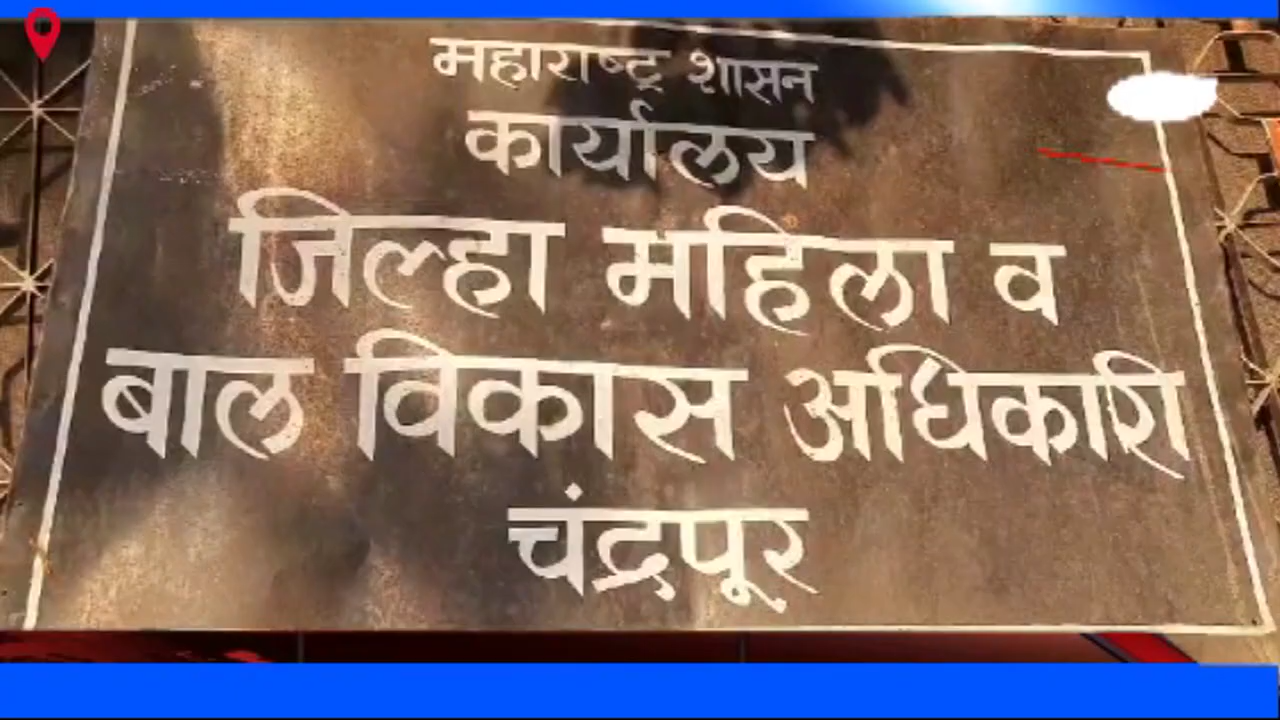 महाराष्ट्र शासन
कार्यालय
जिल्हा महिला व
बाल विकास अधिकारी
चंद्रपूर